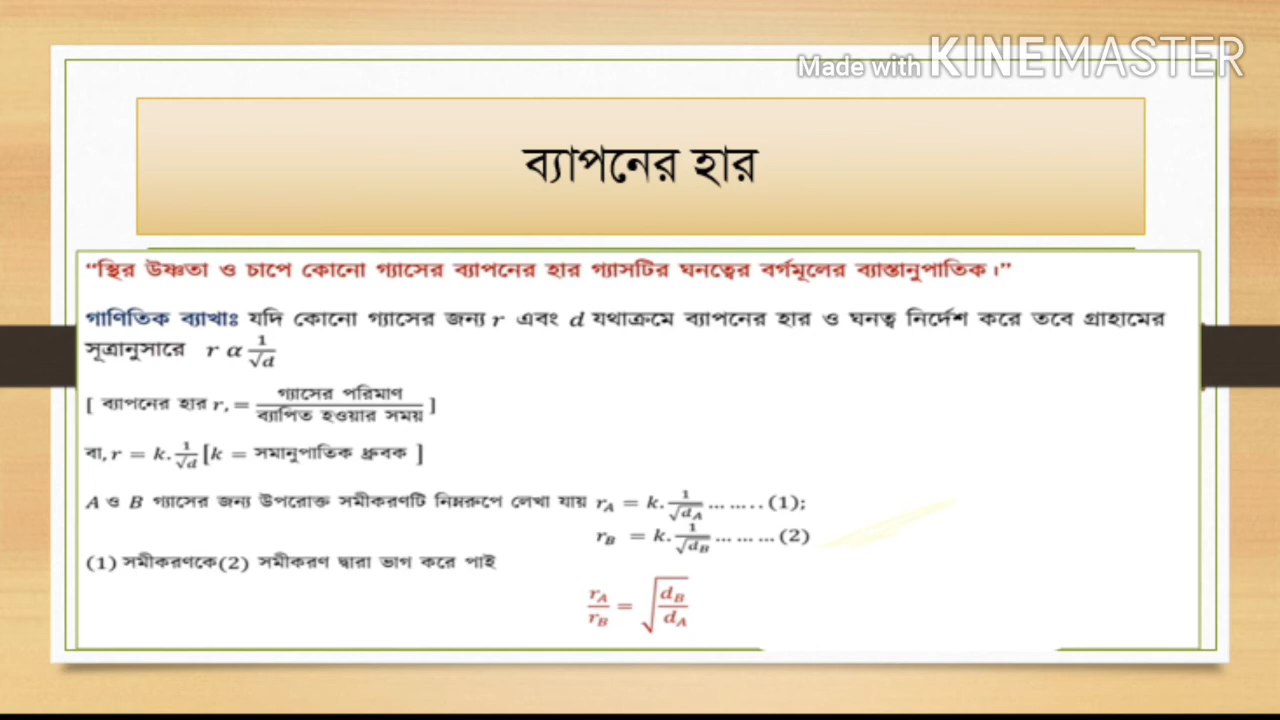 Made with KINEMASTER
ব্যাপনের হার
“স্থির উষ্ণতা ও চাপে কোনো গ্যাসের ব্যাপনের হার গ্যাসটির ঘনত্বের বর্গমূলের ব্যাস্তানুপাতিক।”
গাণিতিক ব্যাখাঃ যদি কোনো গ্যাসের জন্য r এবং d যথাক্রমে ব্যাপনের হার ও ঘনত্ব নির্দেশ করে তবে গ্রাহামের
সূত্রানুসারে r α 1/√d
[ ব্যাপনের হার r, = গ্যাসের পরিমাণ/ব্যাপিত হওয়ার সময় ]
বা, r = k. 1/√d [k = সমানুপাতিক ধ্রুবক ]
A ও B গ্যাসের জন্য উপরোক্ত সমীকরণটি নিম্নরুপে লেখা যায় r_A = k. 1/√d_A … … . . (1);
r_B = k. 1/√d_B … … … (2)
(1) সমীকরণকে(2) সমীকরণ দ্বারা ভাগ করে পাই
r_A/r_B = √(d_B/d_A)